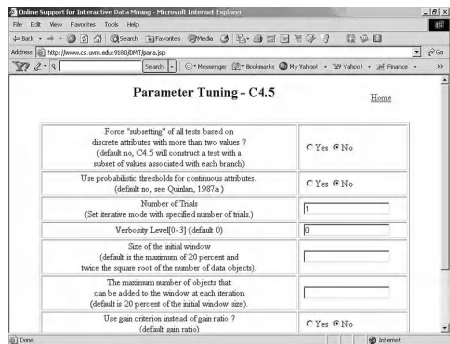 Online Support for Interactive Data Mining - Microsoft Internet Explorer
File Edit View Favorites Tools Help
Back
Search Favorites Media
Address http://www.cs.uvm.edu:9180/DMT/para.jsp Go
Y? Search Messenger Bookmarks My Yahoo! Yahoo! Finance
Parameter Tuning - C4.5
Home
Force "subsetting" of all tests based on
discrete attributes with more than two values ?
(default no, C4.5 will construct a test with a
subset of values associated with each branch)
Yes No
Use probabilistic thresholds for continuous attributes.
(default no, see Quinlan, 1987a )
Yes No
Number of Trials
(Set iterative mode with specified number of trials.)
1
Verbosity Level[0-3] (default 0)
0
Size of the initial window
(default is the maximum of 20 percent and
twice the square root of the number of data objects).
The maximum number of objects that
can be added to the window at each iteration
(default is 20 percent of the initial window size).
Use gain criterion instead of gain ratio ?
(default gain ratio)
Yes No
Done Internet